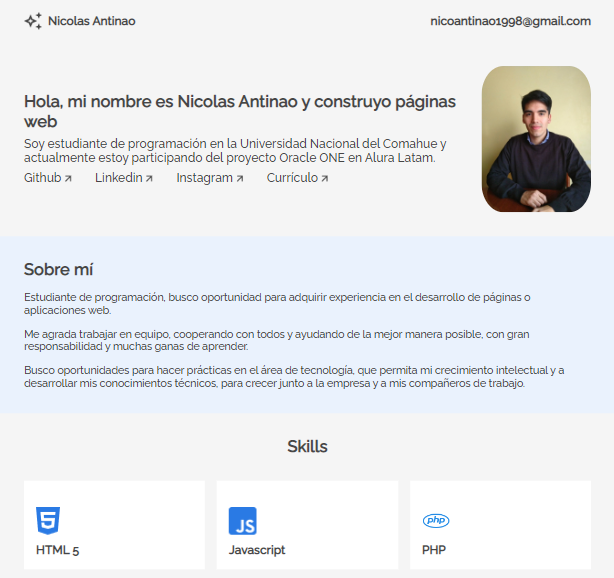 Nicolas Antinao
nicoantinao1998@gmail.com
Hola, mi nombre es Nicolas Antinao y construyo páginas
web
Soy estudiante de programación en la Universidad Nacional del Comahue y
actualmente estoy participando del proyecto Oracle ONE en Alura Latam.
Github Linkedin Instagram Currículo
Sobre mí
Estudiante de programación, busco oportunidad para adquirir experiencia en el desarrollo de páginas o
aplicaciones web.
Me agrada trabajar en equipo, cooperando con todos y ayudando de la mejor manera posible, con gran
responsabilidad y muchas ganas de aprender.
Busco oportunidades para hacer prácticas en el área de tecnología, que permita mi crecimiento intelectual y a
desarrollar mis conocimientos técnicos, para crecer junto a la empresa y a mis compañeros de trabajo.
Skills
5 JS php
HTML 5 Javascript PHP